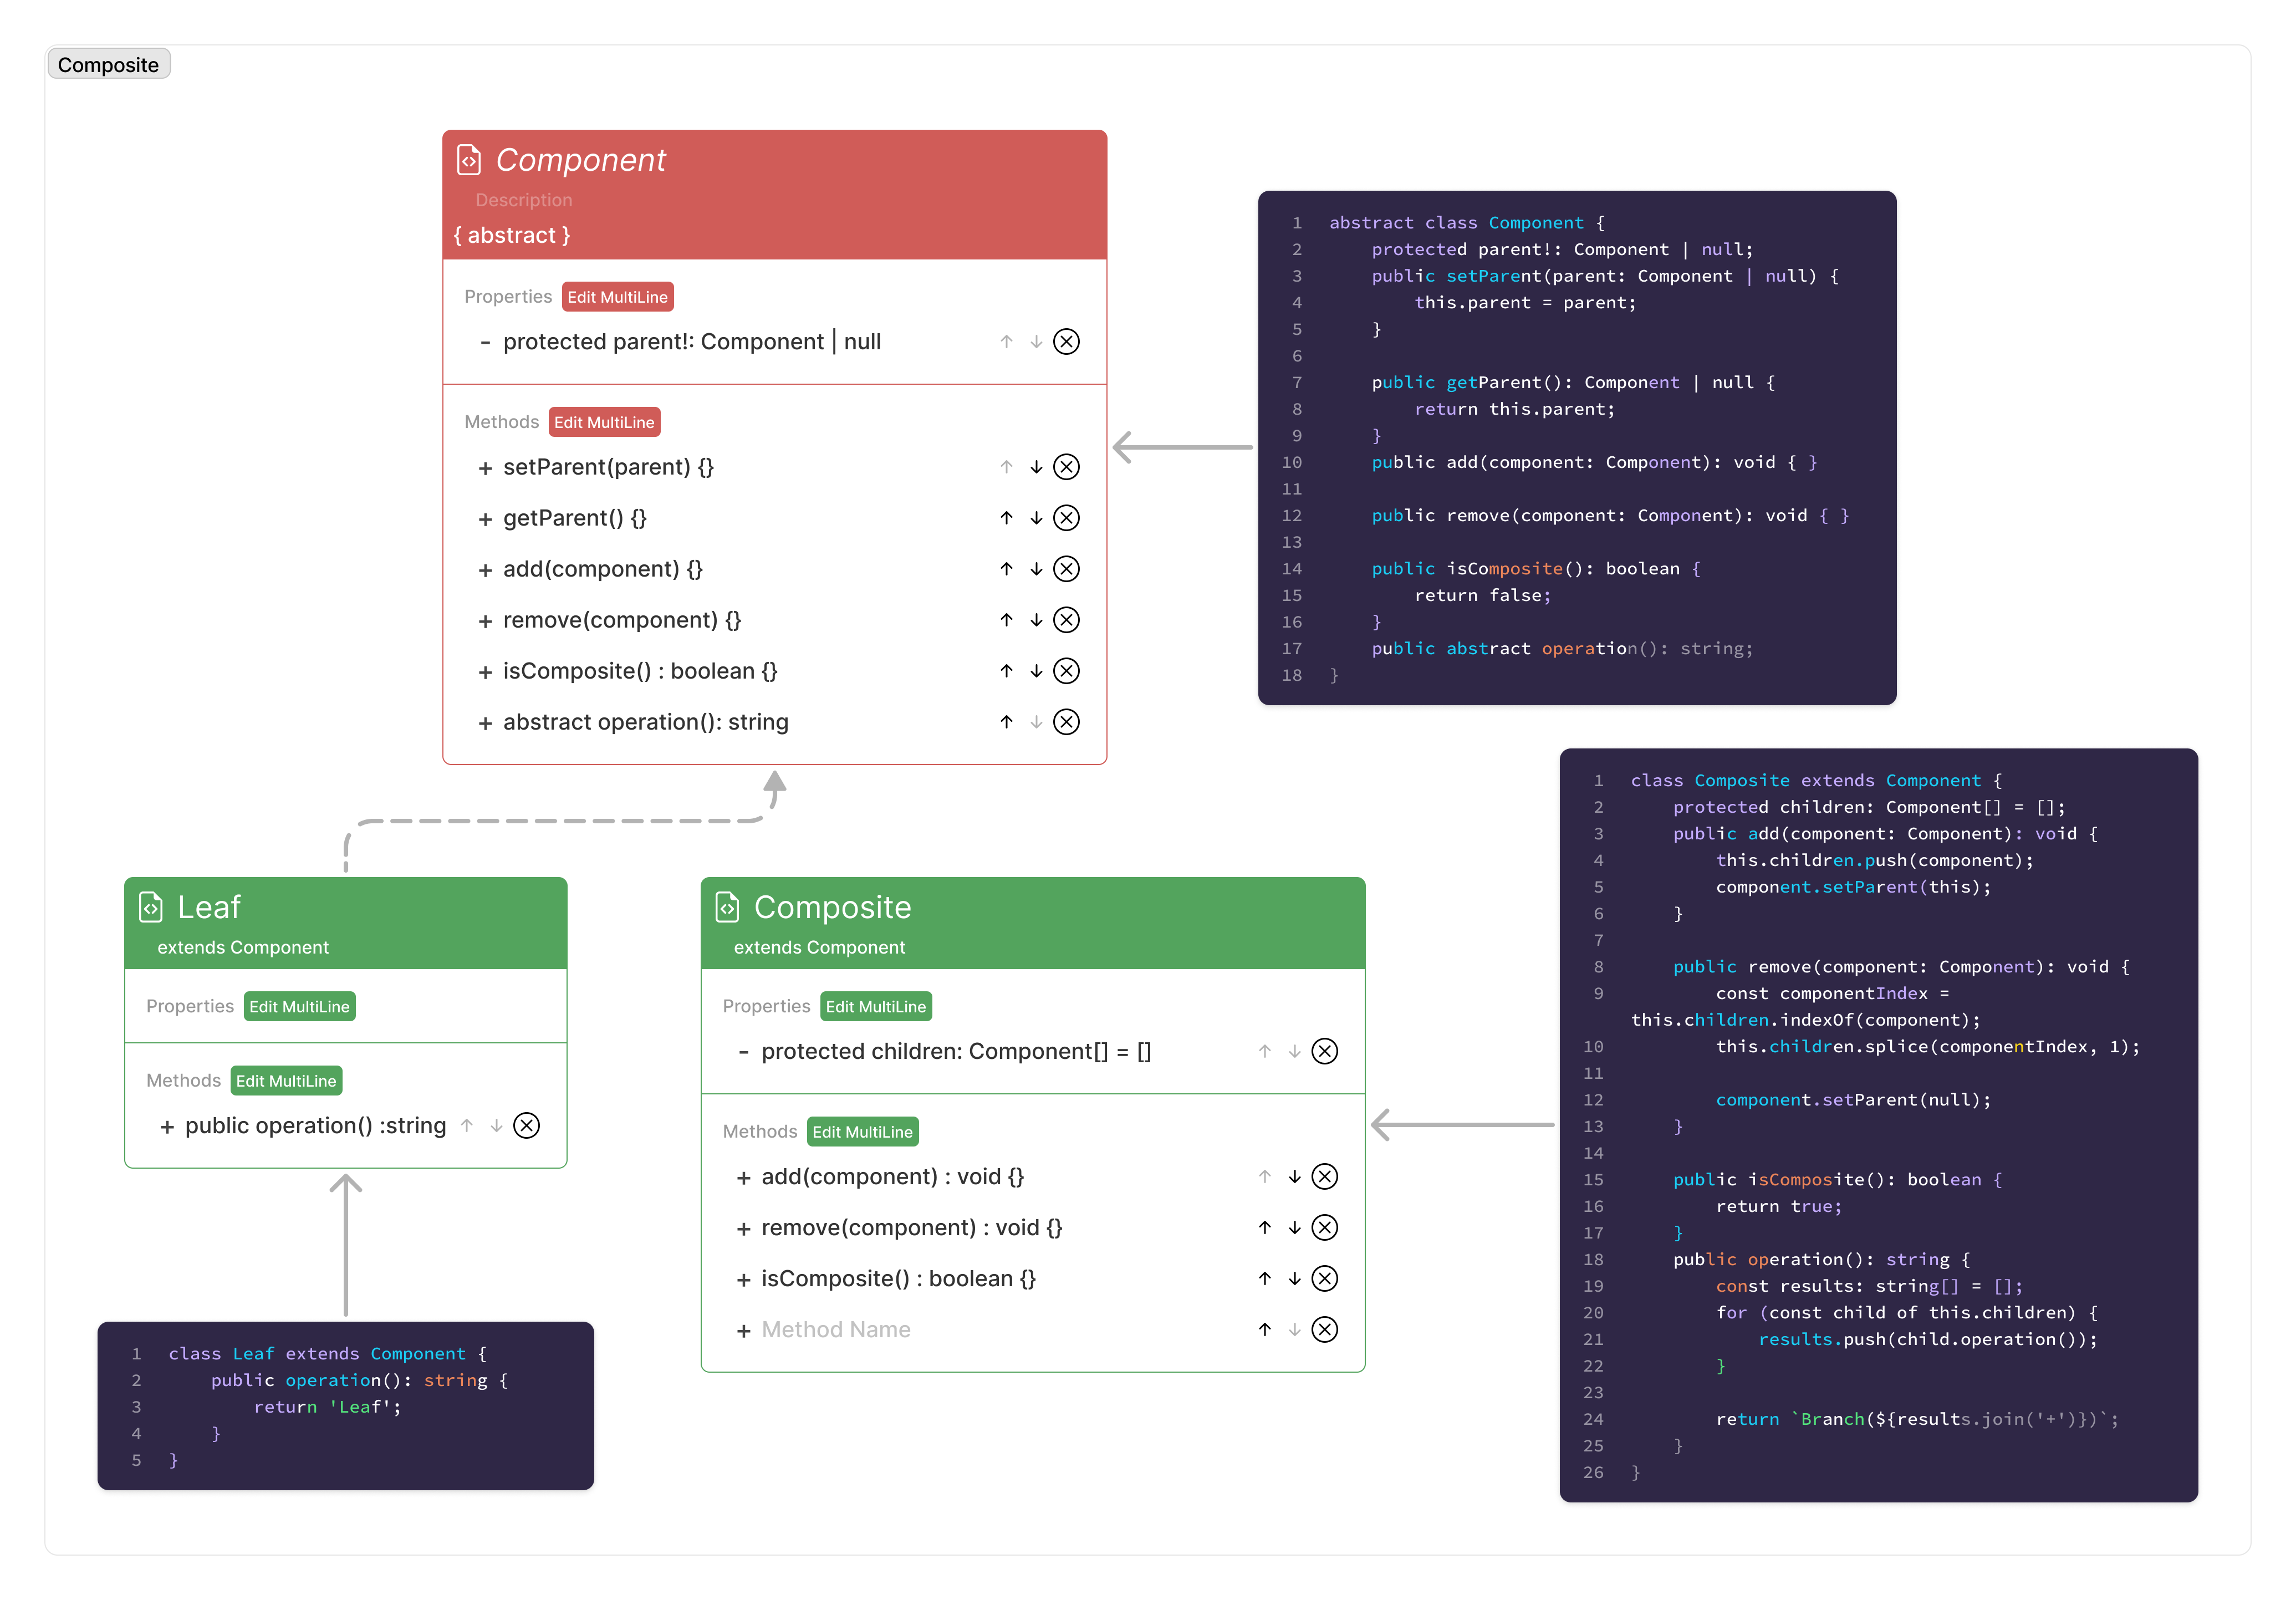 Composite
Component
Description
{ abstract }
Properties Edit MultiLine
- protected parent!: Component | null
Methods Edit MultiLine
+ setParent(parent) {}
+ getParent() {}
+ add(component) {}
+ remove(component) {}
+ isComposite() : boolean {}
+ abstract operation(): string
1 abstract class Component {
2 protected parent!: Component | null;
3 public setParent(parent: Component | null) {
4 this.parent = parent;
5 }
6
7 public getParent(): Component | null {
8 return this.parent;
9 }
10 public add(component: Component): void { }
11
12 public remove(component: Component): void { }
13
14 public isComposite(): boolean {
15 return false;
16 }
17 public abstract operation(): string;
18 }
Leaf
extends Component
Properties Edit MultiLine
Methods Edit MultiLine
+ public operation() :string
1 class Leaf extends Component {
2 public operation(): string {
3 return 'Leaf';
4 }
5 }
Composite
extends Component
Properties Edit MultiLine
- protected children: Component[] = []
Methods Edit MultiLine
+ add(component) : void {}
+ remove(component) : void {}
+ isComposite() : boolean {}
+ Method Name
1 class Composite extends Component {
2 protected children: Component[] = [];
3 public add(component: Component): void {
4 this.children.push(component);
5 component.setParent(this);
6 }
7
8 public remove(component: Component): void {
9 const componentIndex =
this.children.indexOf(component);
10 this.children.splice(componentIndex, 1);
11
12 component.setParent(null);
13 }
14
15 public isComposite(): boolean {
16 return true;
17 }
18 public operation(): string {
19 const results: string[] = [];
20 for (const child of this.children) {
21 results.push(child.operation());
22 }
23
24 return `Branch(${results.join('+')})`;
25 }
26 }